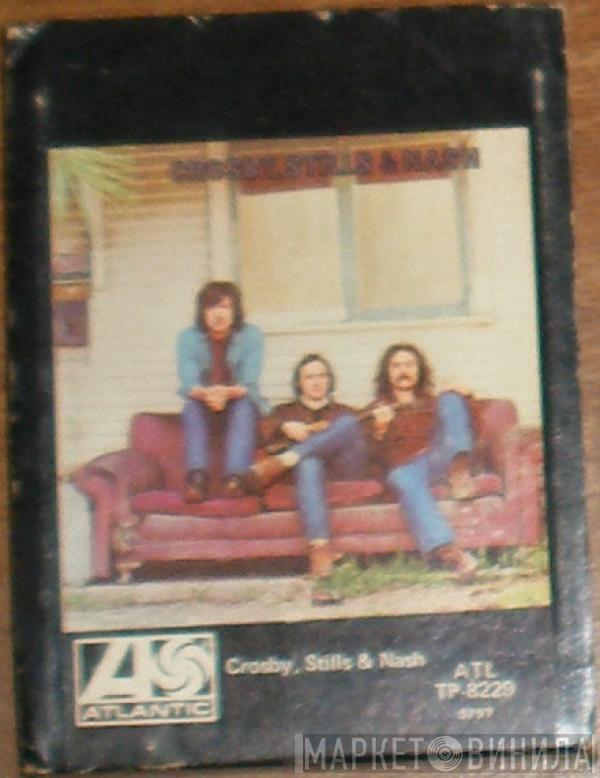 CROSBY, STILLS & NASH
ATLANTIC
Crosby, Stills & Nash
ATL
TP-8229
МАРКЕТ ВИНИЛА